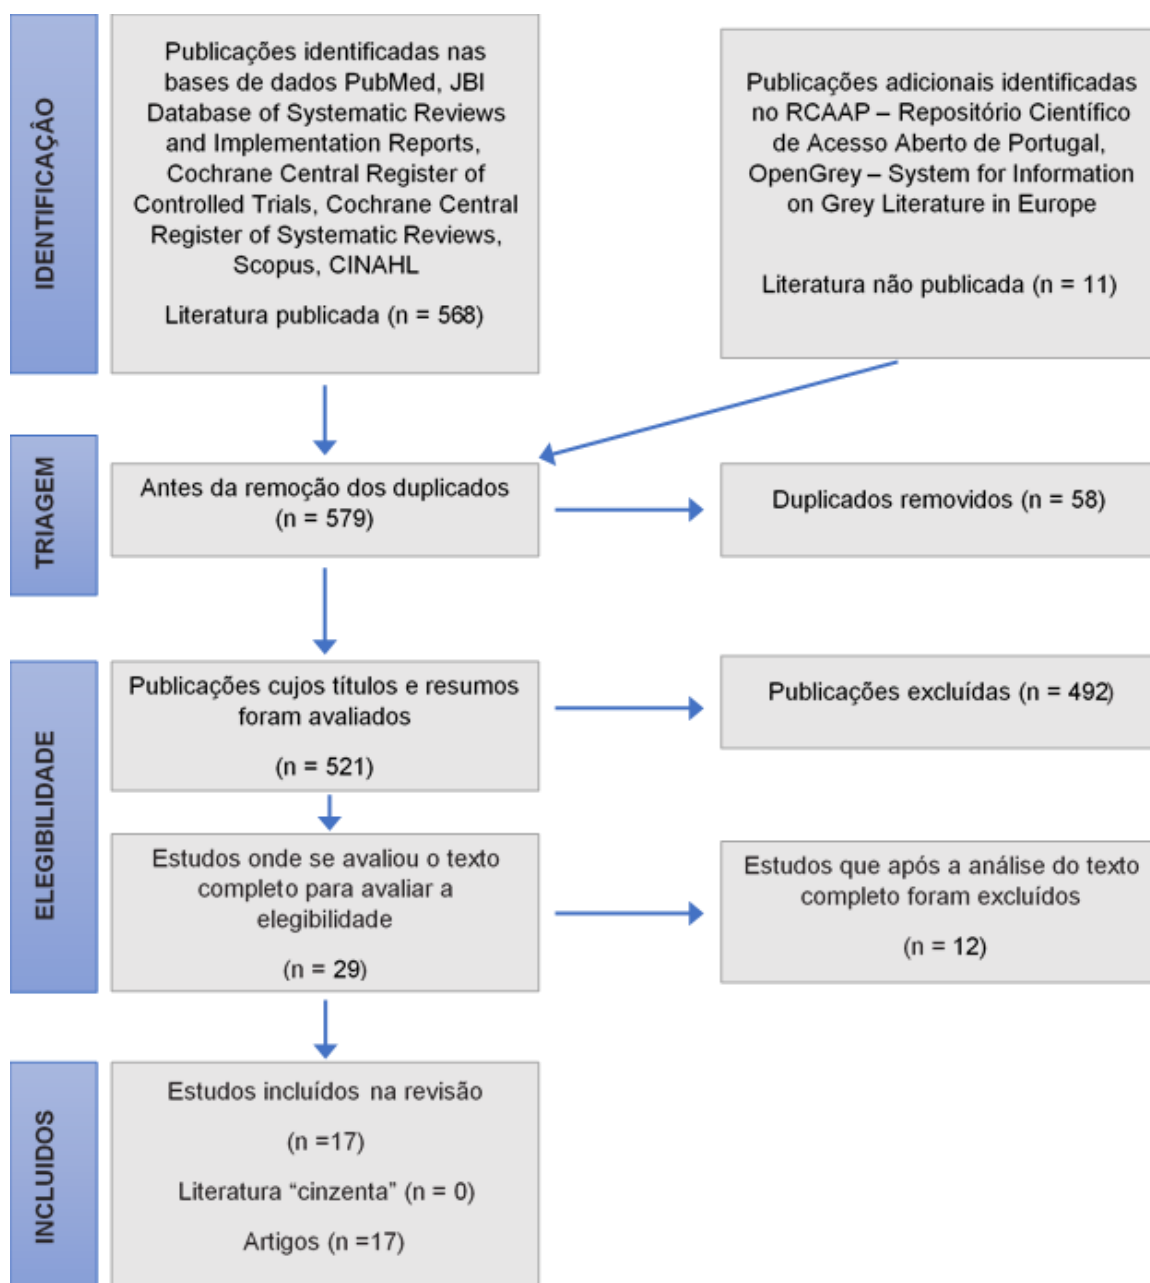 IDENTIFICAÇÂO
Publicações identificadas nas
bases de dados PubMed, JBI
Database of Systematic Reviews
and Implementation Reports,
Cochrane Central Register of
Controlled Trials, Cochrane Central
Register of Systematic Reviews,
Scopus, CINAHL
Literatura publicada (n = 568)
Publicações adicionais identificadas
no RCAAP – Repositório Científico
de Acesso Aberto de Portugal,
OpenGrey – System for Information
on Grey Literature in Europe
Literatura não publicada (n = 11)
TRIAGEM
Antes da remoção dos duplicados
(n = 579)
Duplicados removidos (n = 58)
ELEGIBILIDADE
Publicações cujos títulos e resumos
foram avaliados
(n = 521)
Publicações excluídas (n = 492)
Estudos onde se avaliou o texto
completo para avaliar a
elegibilidade
(n = 29)
Estudos que após a análise do texto
completo foram excluídos
(n = 12)
INCLUIDOS
Estudos incluídos na revisão
(n =17)
Literatura “cinzenta” (n = 0)
Artigos (n =17)